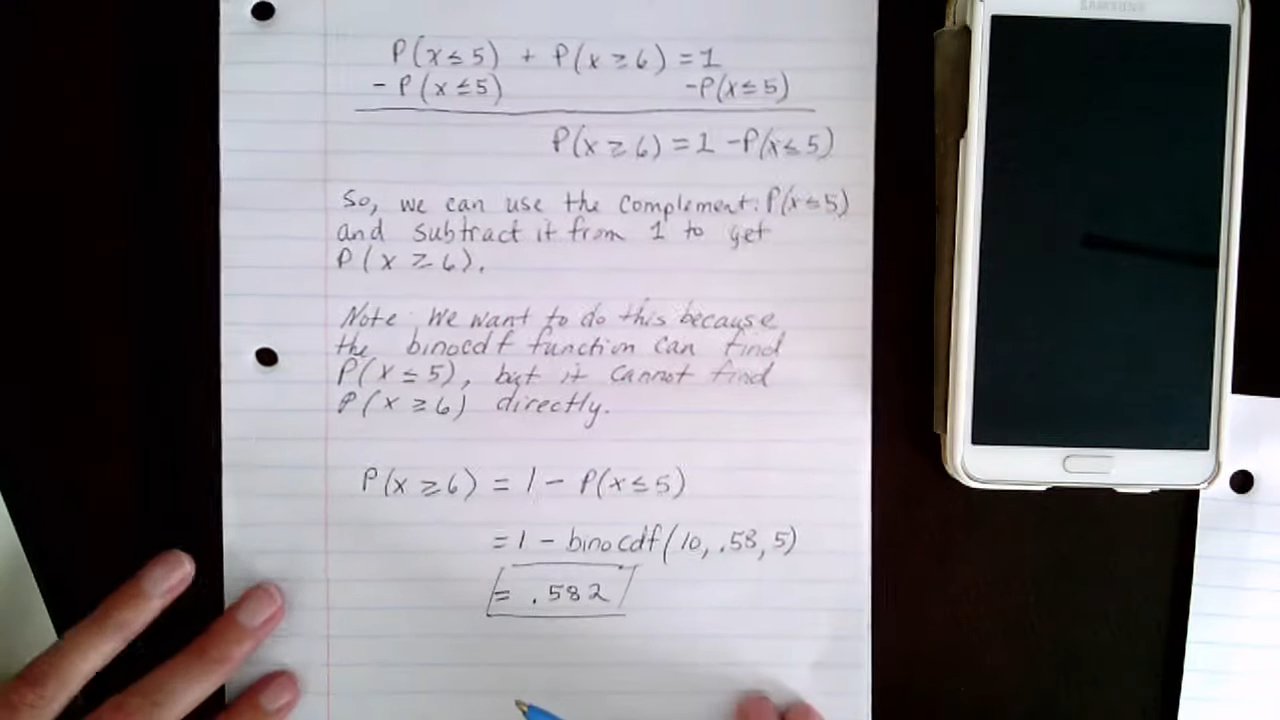 SAMSUNG
P(x≤5) + P(x≥6) = 1
-P(x≤5) -P(x≤5)
P(x≥6) = 1 -P(x≤5)
So, we can use the complement: P(x≤5)
and subtract it from 1 to get
P(x≥6).
Note: We want to do this because
the binocdf function can find
P(x≤5), but it cannot find
P(x≥6) directly.
P(x≥6) = 1 - P(x≤5)
= 1 - binocdf(10, .58, 5)
= .582